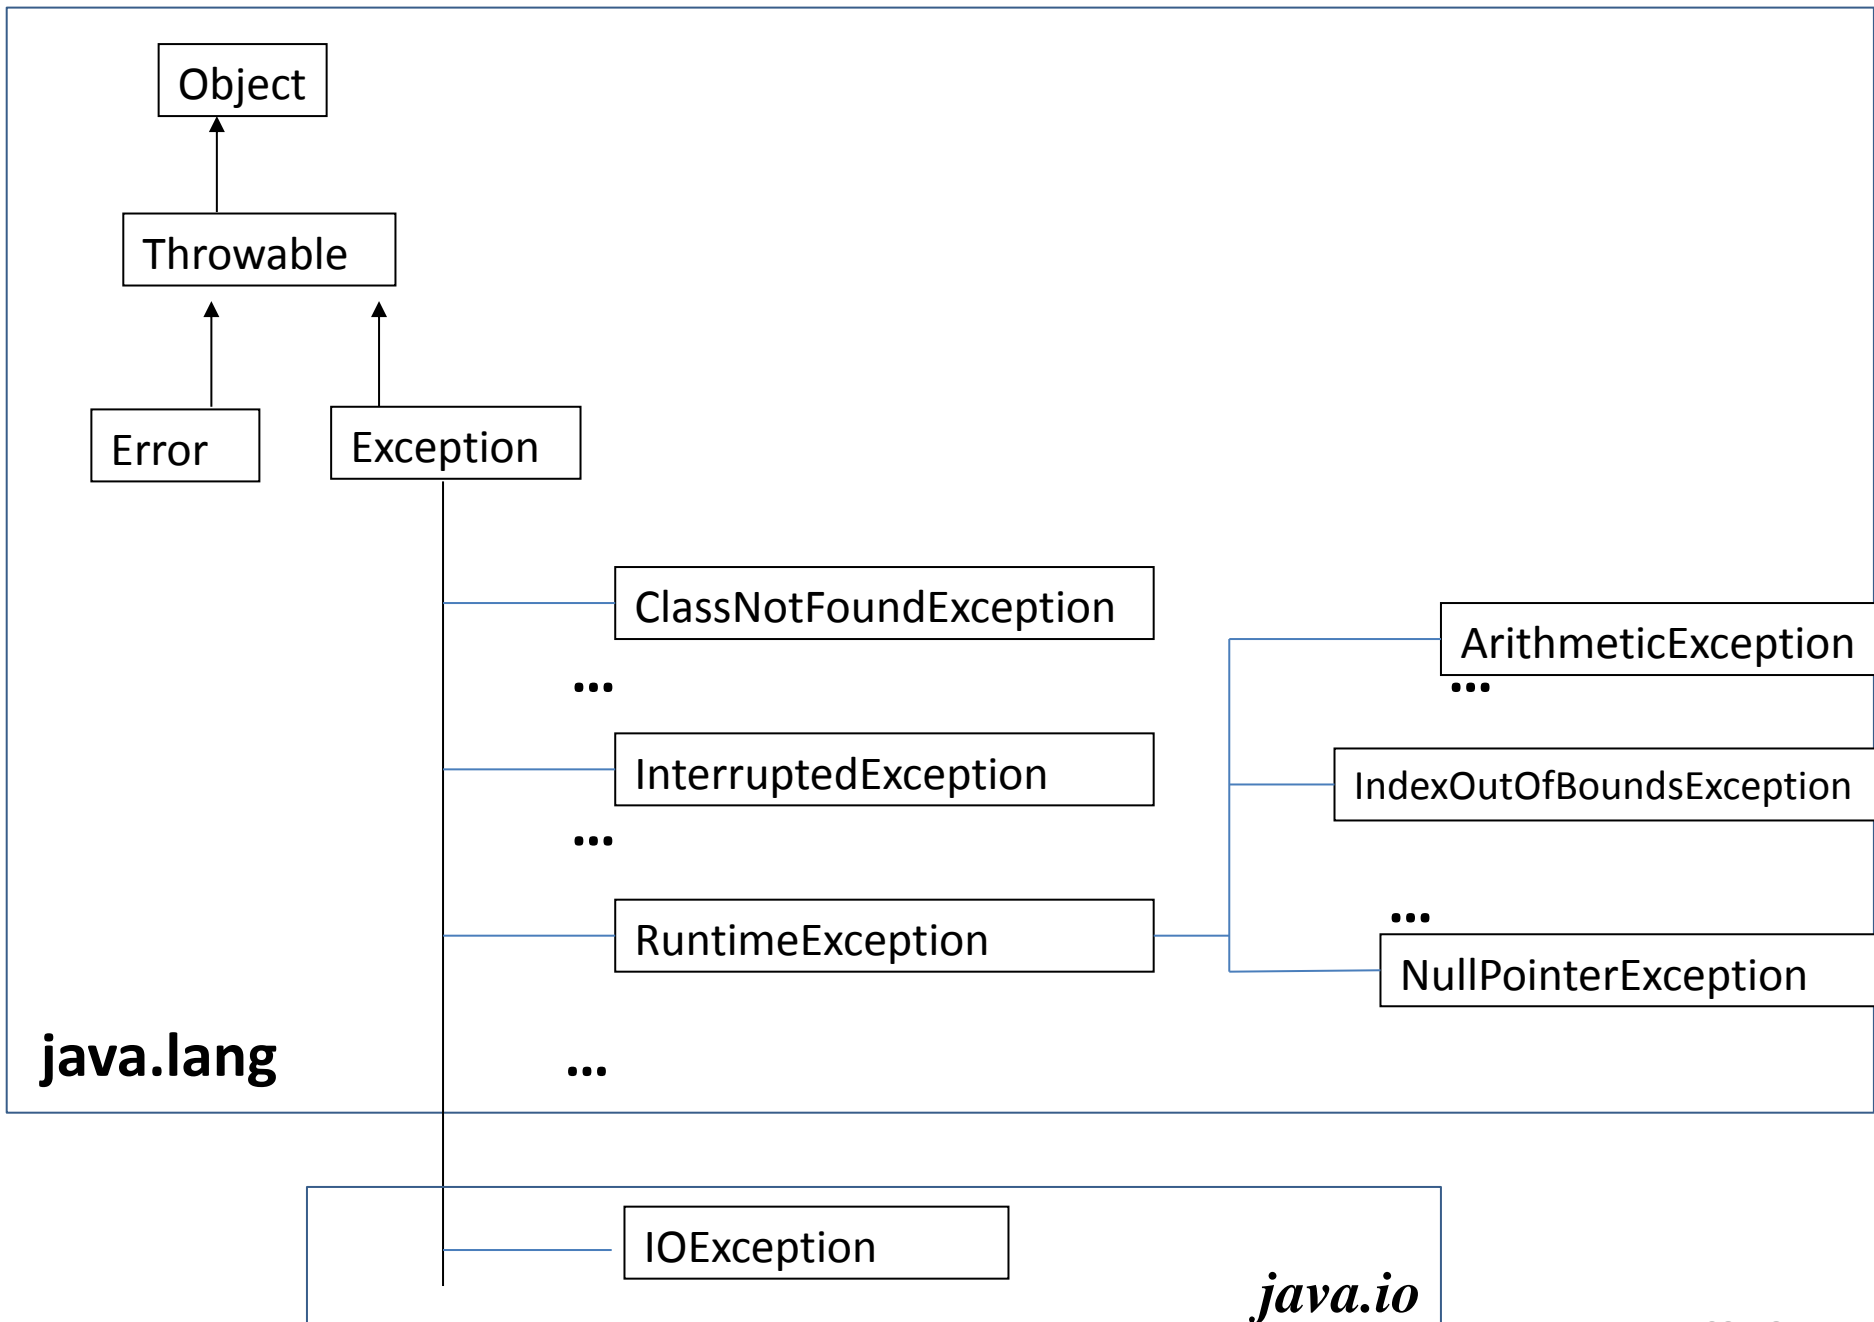 Object
Throwable
Error
Exception
ClassNotFoundException
ArithmeticException
...
...
InterruptedException
IndexOutOfBoundsException
...
RuntimeException
...
NullPointerException
java.lang
...
IOException
java.io